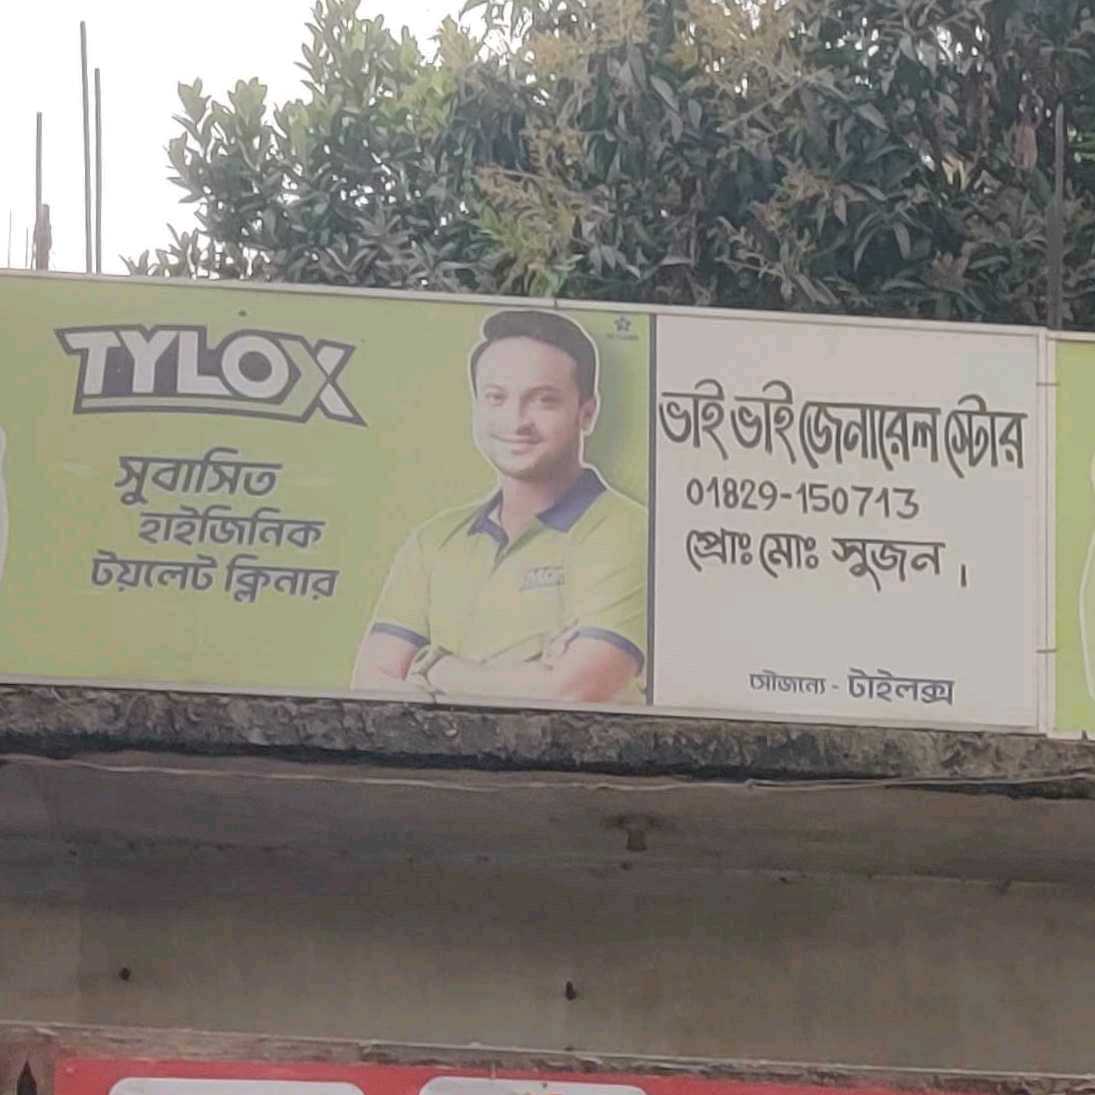 TYLOX
সুবাসিত
হাইজিনিক
টয়লেট ক্লিনার
ভাই ভাই জেনারেল স্টোর
01829-150713
প্রোঃ মোঃ সুজন।
সৌজন্যে - টাইলক্স